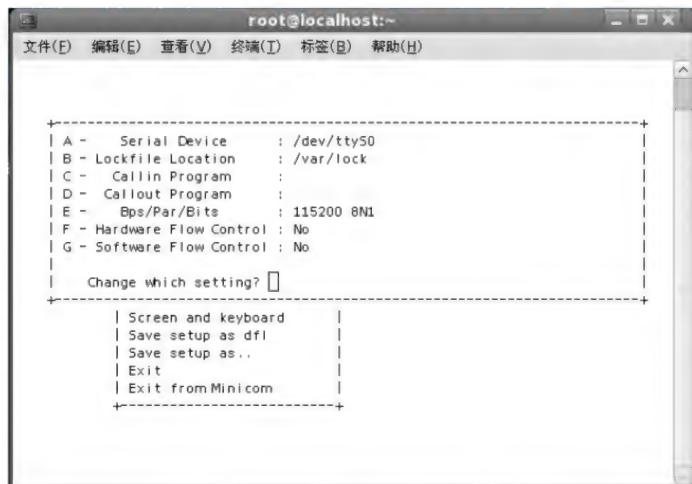 root@localhost:~
文件(F) 编辑(E) 查看(V) 终端(T) 标签(B) 帮助(H)
A - Serial Device : /dev/ttyS0
B - Lockfile Location : /var/lock
C - Callin Program :
D - Callout Program :
E - Bps/Par/Bits : 115200 8N1
F - Hardware Flow Control : No
G - Software Flow Control : No
Change which setting?
Screen and keyboard
Save setup as dfl
Save setup as..
Exit
Exit from Minicom